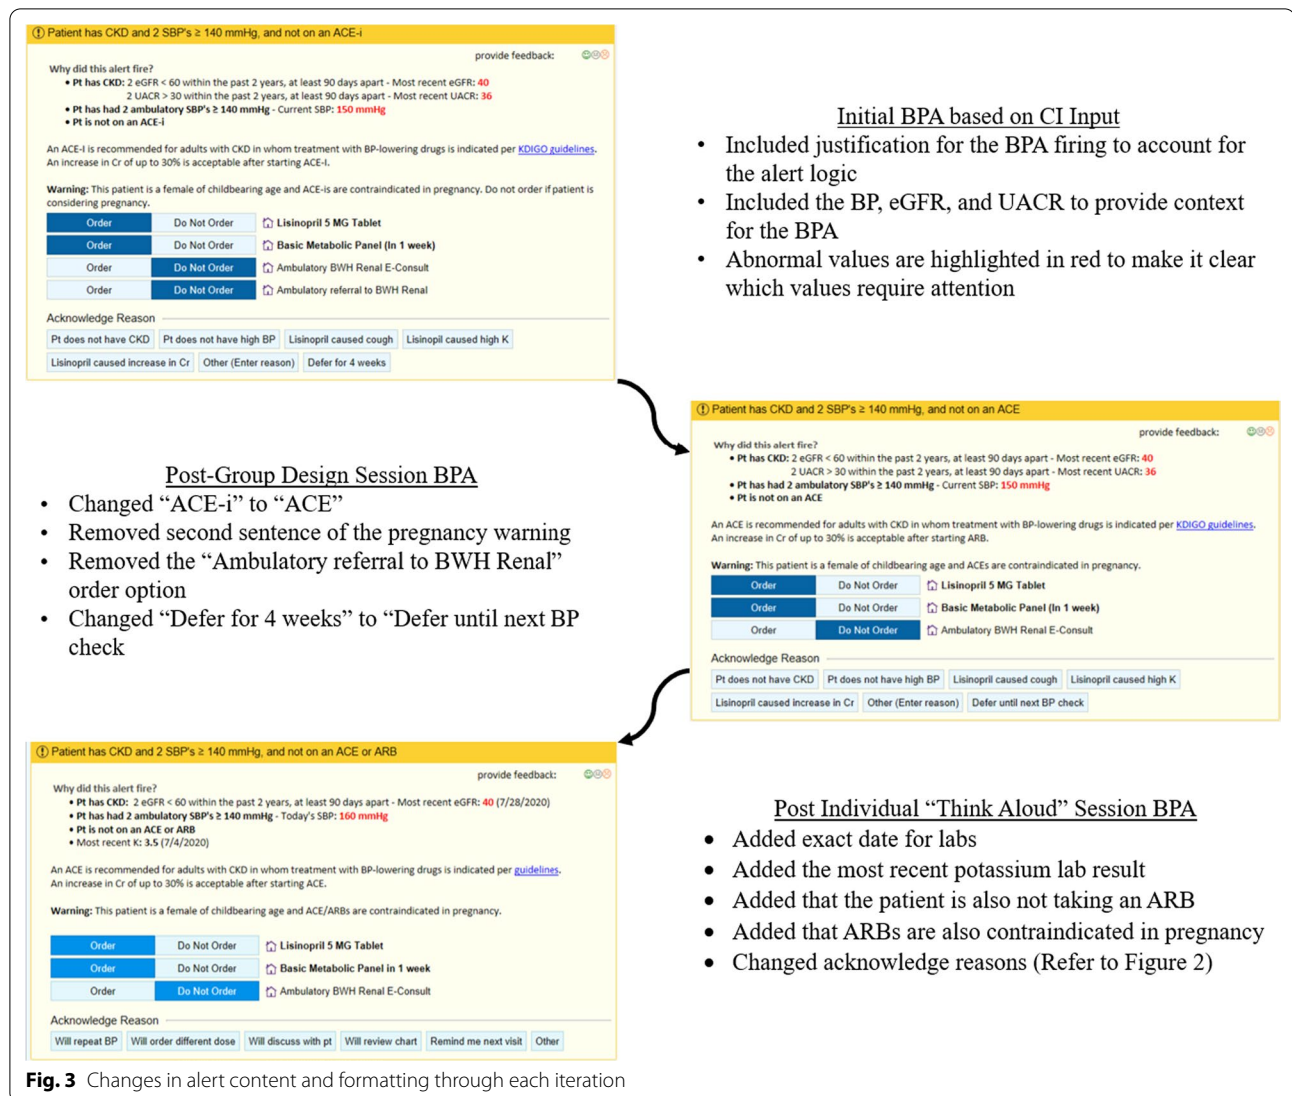 Patient has CKD and 2 SBP's ≥ 140 mmHg, and not on an ACE-i
provide feedback:
Why did this alert fire?
• Pt has CKD: 2 eGFR < 60 within the past 2 years, at least 90 days apart - Most recent eGFR: 40
2 UACR > 30 within the past 2 years, at least 90 days apart - Most recent UACR: 36
• Pt has had 2 ambulatory SBP's ≥ 140 mmHg - Current SBP: 150 mmHg
• Pt is not on an ACE-i
An ACE-I is recommended for adults with CKD in whom treatment with BP-lowering drugs is indicated per KDIGO guidelines.
An increase in Cr of up to 30% is acceptable after starting ACE-I.
Warning: This patient is a female of childbearing age and ACE-is are contraindicated in pregnancy. Do not order if patient is
considering pregnancy.
Order Do Not Order Lisinopril 5 MG Tablet
Order Do Not Order Basic Metabolic Panel (In 1 week)
Order Do Not Order Ambulatory BWH Renal E-Consult
Order Do Not Order Ambulatory referral to BWH Renal
Acknowledge Reason
Pt does not have CKD Pt does not have high BP Lisinopril caused cough Lisinopil caused high K
Lisinopril caused increase in Cr Other (Enter reason) Defer for 4 weeks
Initial BPA based on CI Input
• Included justification for the BPA firing to account for
the alert logic
• Included the BP, eGFR, and UACR to provide context
for the BPA
• Abnormal values are highlighted in red to make it clear
which values require attention
Post-Group Design Session BPA
• Changed “ACE-i” to “ACE”
• Removed second sentence of the pregnancy warning
• Removed the “Ambulatory referral to BWH Renal”
order option
• Changed “Defer for 4 weeks” to “Defer until next BP
check
Patient has CKD and 2 SBP's ≥ 140 mmHg, and not on an ACE
provide feedback:
Why did this alert fire?
• Pt has CKD: 2 eGFR < 60 within the past 2 years, at least 90 days apart - Most recent eGFR: 40
2 UACR > 30 within the past 2 years, at least 90 days apart - Most recent UACR: 36
• Pt has had 2 ambulatory SBP's ≥ 140 mmHg - Current SBP: 150 mmHg
• Pt is not on an ACE
An ACE is recommended for adults with CKD in whom treatment with BP-lowering drugs is indicated per KDIGO guidelines.
An increase in Cr of up to 30% is acceptable after starting ARB.
Warning: This patient is a female of childbearing age and ACEs are contraindicated in pregnancy.
Order Do Not Order Lisinopril 5 MG Tablet
Order Do Not Order Basic Metabolic Panel (In 1 week)
Order Do Not Order Ambulatory BWH Renal E-Consult
Acknowledge Reason
Pt does not have CKD Pt does not have high BP Lisinopril caused cough Lisinopril caused high K
Lisinopril caused increase in Cr Other (Enter reason) Defer until next BP check
Patient has CKD and 2 SBP's ≥ 140 mmHg, and not on an ACE or ARB
provide feedback:
Why did this alert fire?
• Pt has CKD: 2 eGFR < 60 within the past 2 years, at least 90 days apart - Most recent eGFR: 40 (7/28/2020)
• Pt has had 2 ambulatory SBP's ≥ 140 mmHg - Today's SBP: 160 mmHg
• Pt is not on an ACE or ARB
• Most recent K: 3.5 (7/4/2020)
An ACE is recommended for adults with CKD in whom treatment with BP-lowering drugs is indicated per guidelines.
An increase in Cr of up to 30% is acceptable after starting ACE.
Warning: This patient is a female of childbearing age and ACE/ARBs are contraindicated in pregnancy.
Order Do Not Order Lisinopril 5 MG Tablet
Order Do Not Order Basic Metabolic Panel in 1 week
Order Do Not Order Ambulatory BWH Renal E-Consult
Acknowledge Reason
Will repeat BP Will order different dose Will discuss with pt Will review chart Remind me next visit Other
Post Individual “Think Aloud” Session BPA
• Added exact date for labs
• Added the most recent potassium lab result
• Added that the patient is also not taking an ARB
• Added that ARBs are also contraindicated in pregnancy
• Changed acknowledge reasons (Refer to Figure 2)
Fig. 3 Changes in alert content and formatting through each iteration